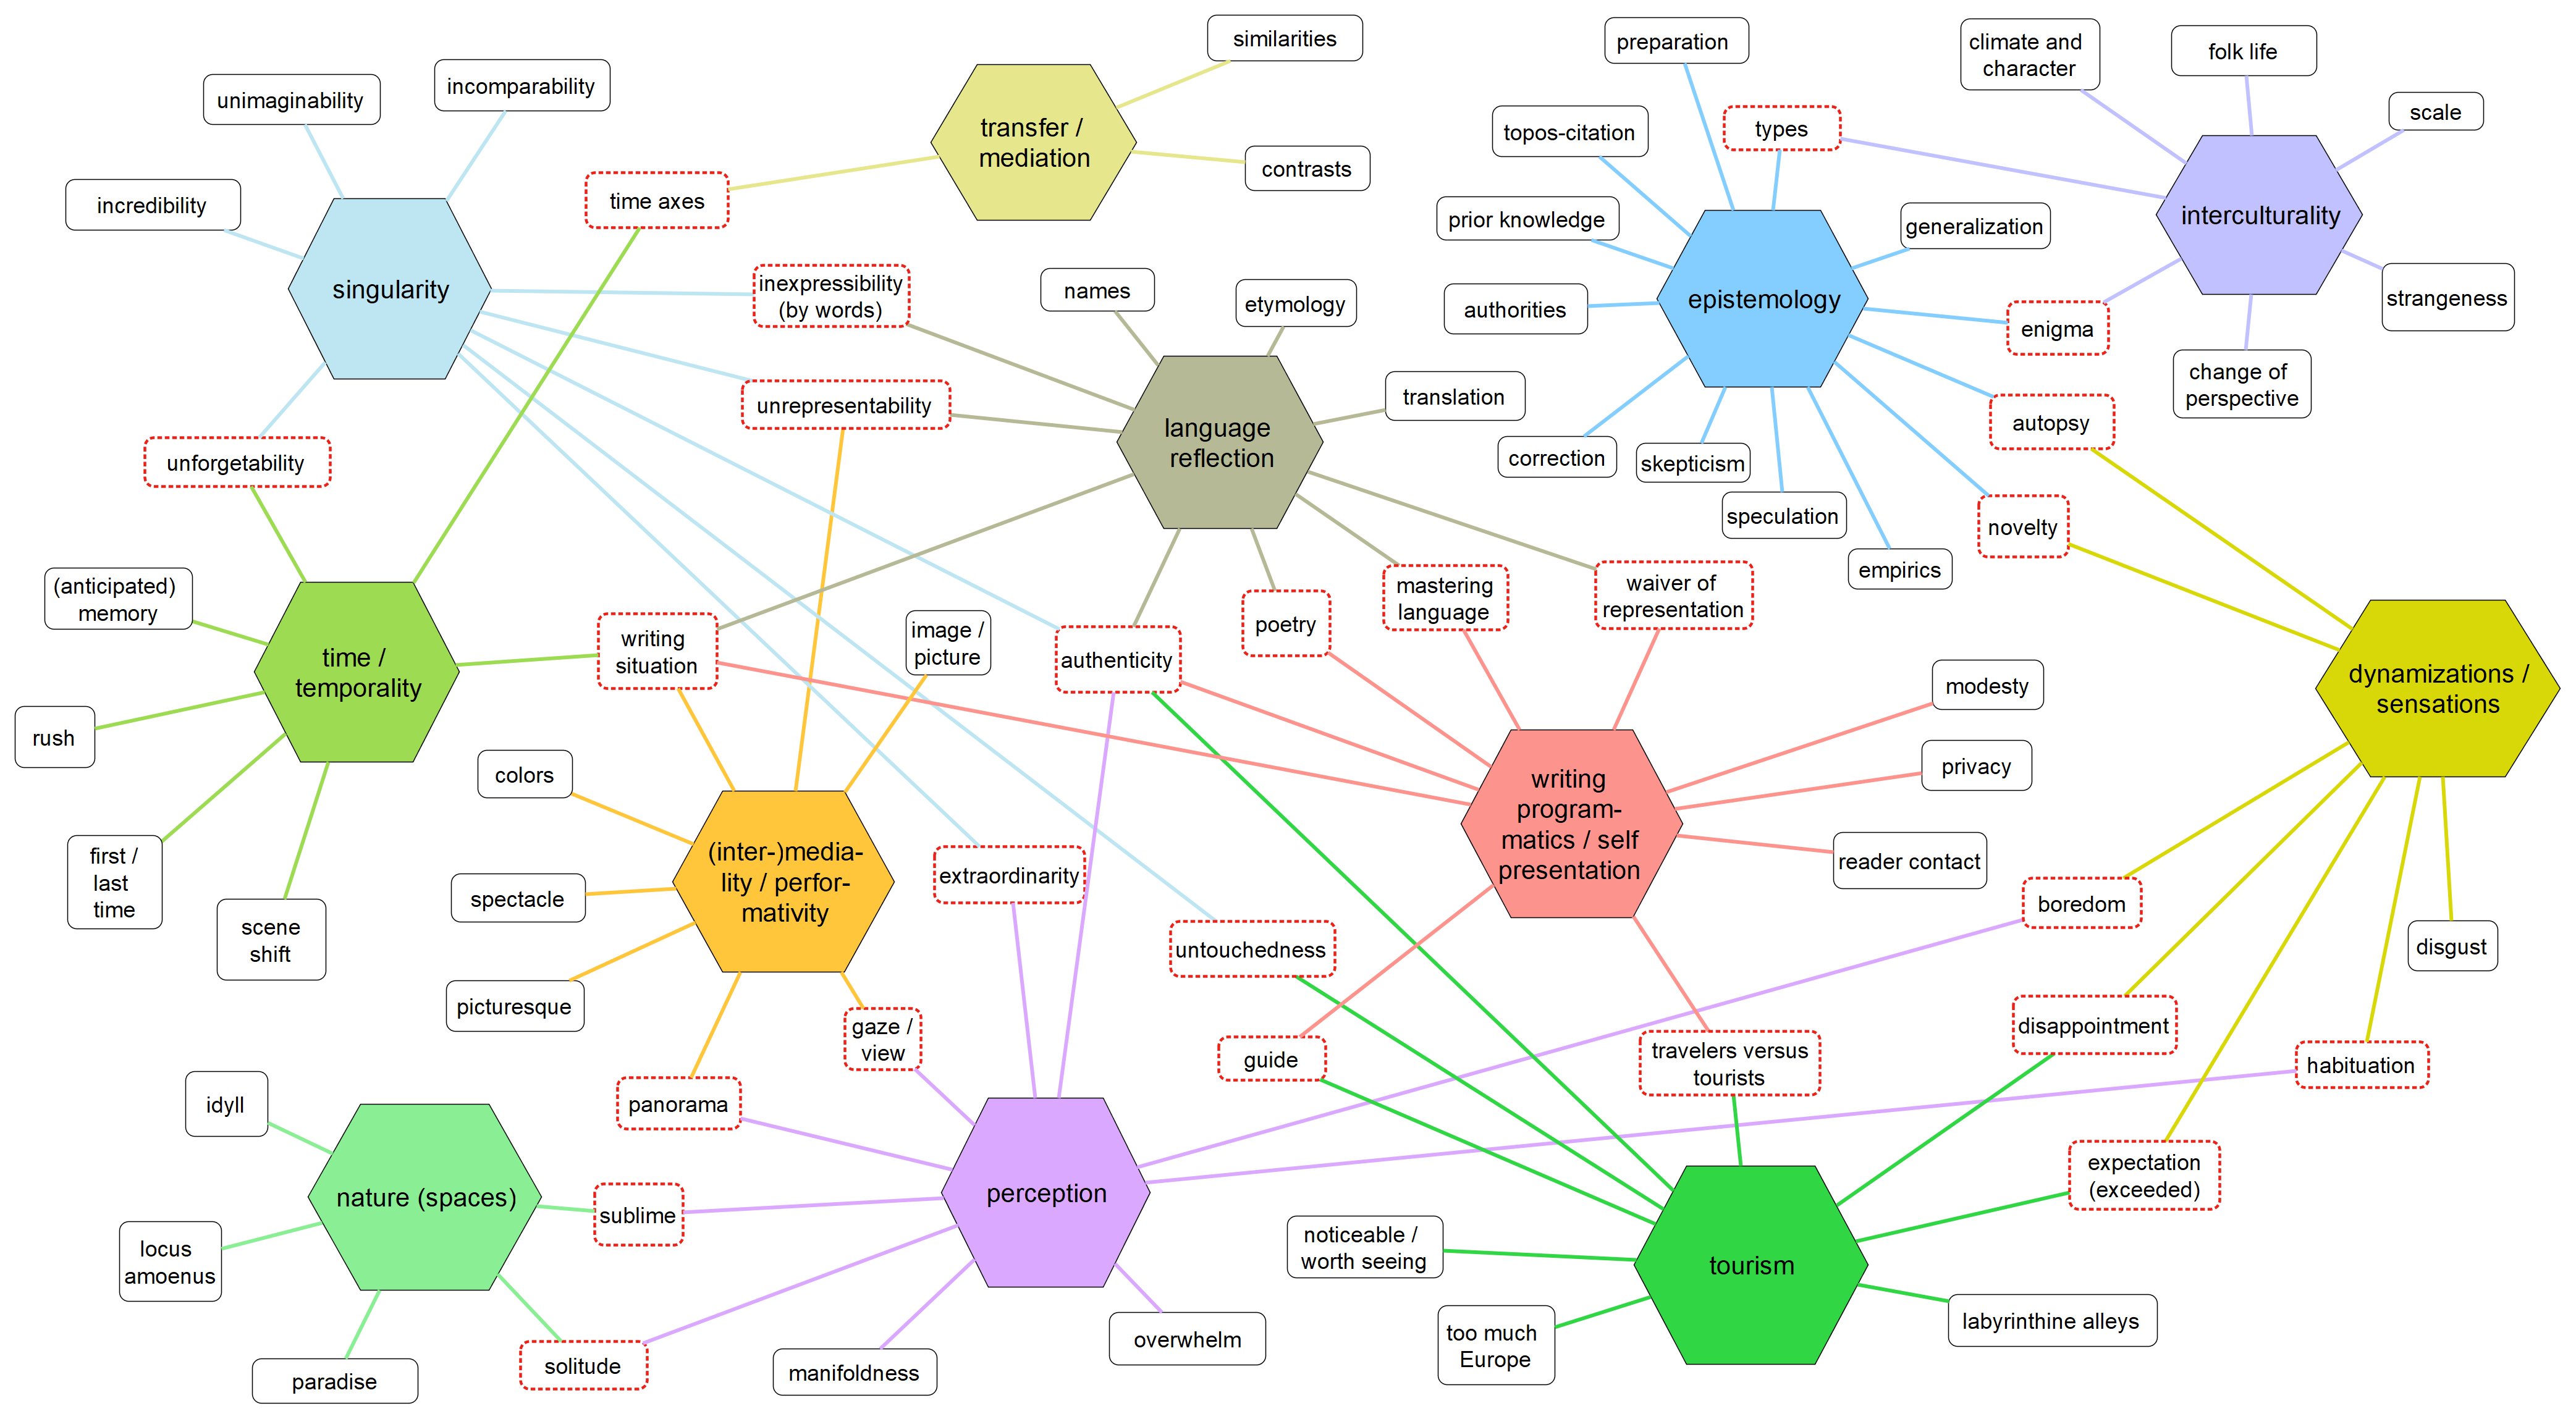 similarities
preparation
climate and
character
folk life
unimaginability
incomparability
transfer /
mediation
topos-citation
types
scale
contrasts
incredibility
time axes
prior knowledge
generalization
interculturality
singularity
inexpressibility
(by words)
names
etymology
authorities
epistemology
enigma
strangeness
unrepresentability
translation
change of
perspective
autopsy
language
reflection
unforgetability
correction
skepticism
speculation
novelty
empirics
(anticipated)
memory
mastering
language
waiver of
representation
poetry
time /
temporality
writing
situation
image /
picture
authenticity
modesty
dynamizations /
sensations
rush
colors
privacy
writing
program-
matics / self
presentation
first /
last
time
(inter-)media-
lity / perfor-
mativity
spectacle
extraordinarity
reader contact
boredom
scene
shift
untouchedness
disgust
picturesque
gaze /
view
guide
travelers versus
tourists
disappointment
habituation
idyll
panorama
nature (spaces)
sublime
perception
expectation
(exceeded)
locus
amoenus
noticeable /
worth seeing
tourism
paradise
solitude
manifoldness
overwhelm
too much
Europe
labyrinthine alleys